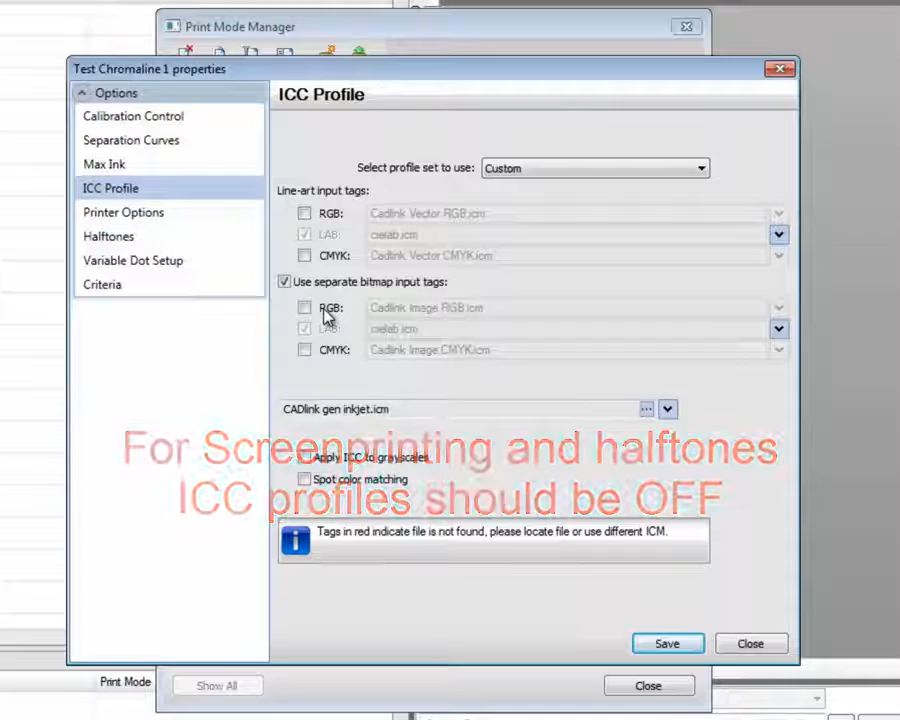 Print Mode Manager
Test Chromaline 1 properties
Options
Calibration Control
Separation Curves
Max Ink
ICC Profile
Printer Options
Halftones
Variable Dot Setup
Criteria
ICC Profile
Select profile set to use: Custom
Line-art input tags:
RGB: Cadlink Vector RGB.icm
LAB: cielab.icm
CMYK: Cadlink Vector CMYK.icm
Use separate bitmap input tags:
RGB: Cadlink Image RGB.icm
LAB: cielab.icm
CMYK: Cadlink Image CMYK.icm
CADlink gen inkjet.icm
Apply ICC to grayscales
For Screenprinting and halftones
Spot color matching
ICC profiles should be OFF
Tags in red indicate file is not found, please locate file or use different ICM.
Save Close
Print Mode Show All Close